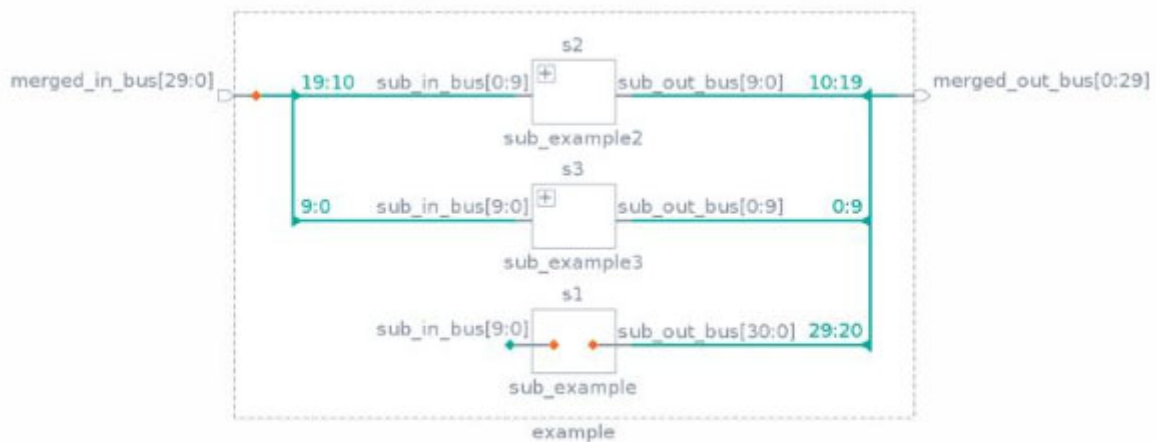 s2
merged_in_bus[29:0] 19:10 sub_in_bus[0:9] sub_out_bus[9:0] 10:19 merged_out_bus[0:29]
sub_example2
s3
9:0 sub_in_bus[9:0] sub_out_bus[0:9] 0:9
sub_example3
s1
sub_in_bus[9:0] sub_out_bus[30:0] 29:20
sub_example
example